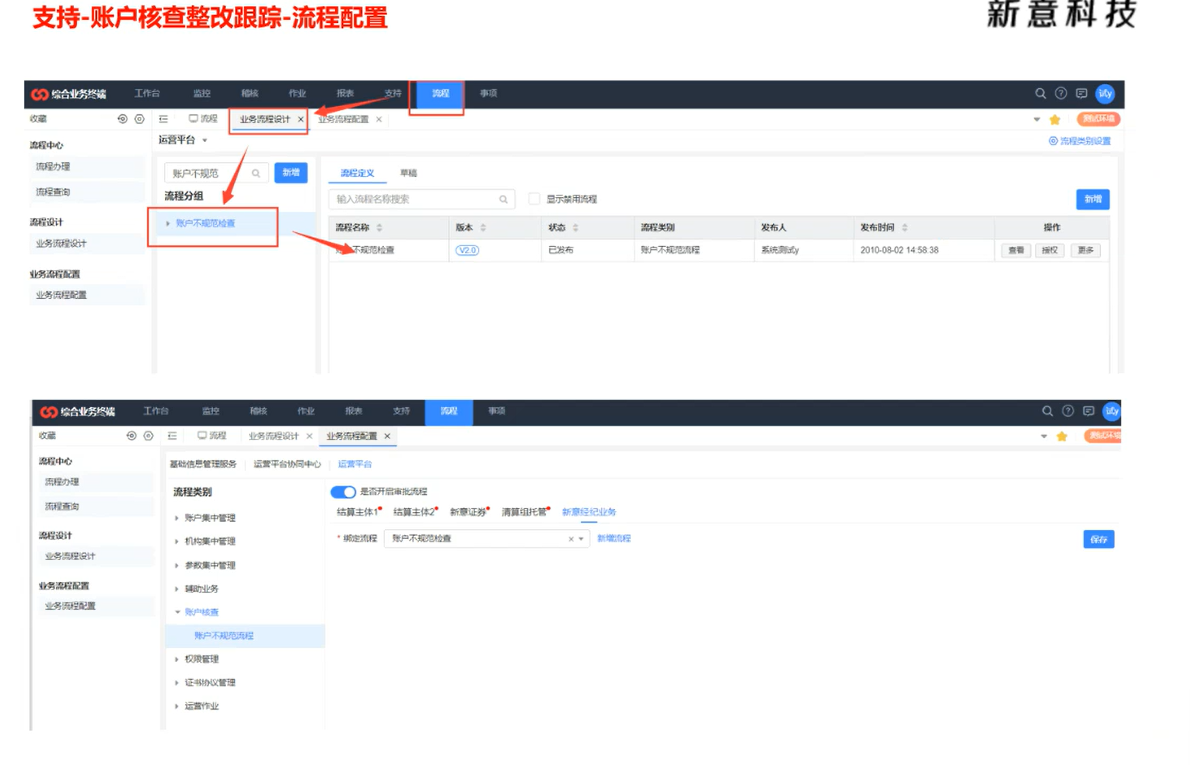 支持-账户核查整改跟踪-流程配置
新意科技
综合业务终端 工作台 监控 稽核 作业 报表 支持 流程 事项 试y
收藏 流程 业务流程设计 × 业务流程配置 × 测试环境
运营平台 流程类别设置
流程中心
流程办理
流程查询
流程设计
业务流程设计
业务流程配置
业务流程配置
账户不规范 新增
流程分组
账户不规范检查
流程定义 草稿
输入流程名称搜索 显示禁用流程 新增
流程名称 版本 状态 流程类别 发布人 发布时间 操作
不规范检查 V2.0 已发布 账户不规范流程 系统测试y 2010-08-02 14:58:38 查看 授权 更多
综合业务终端 工作台 监控 稽核 作业 报表 支持 流程 事项 试y
收藏 流程 业务流程设计 × 业务流程配置 × 测试环境
流程中心
流程办理
流程查询
流程设计
业务流程设计
业务流程配置
业务流程配置
基础信息管理服务 运营平台协同中心 运营平台
流程类别
账户集中管理
机构集中管理
参数集中管理
辅助业务
账户核查
账户不规范流程
权限管理
证书协议管理
运营作业
是否开启审批流程
结算主体1 结算主体2 新意证券 清算组托管 新意经纪业务
* 绑定流程 账户不规范检查 × 新增流程 保存